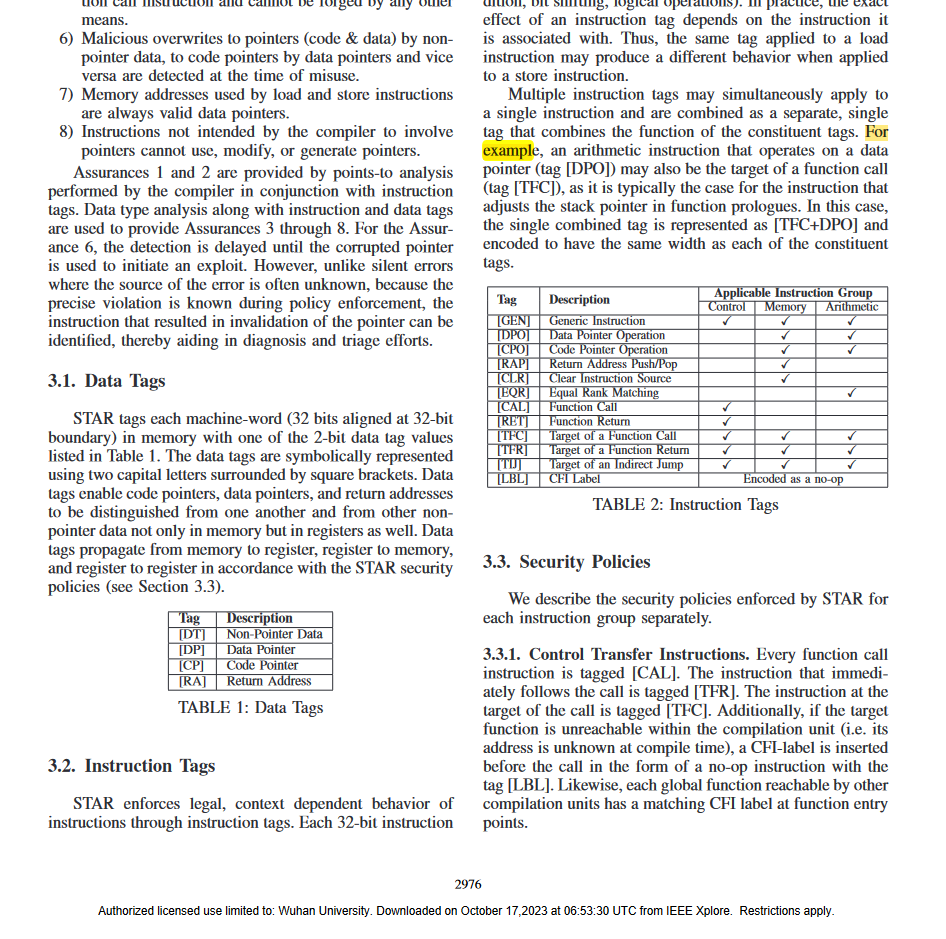 tion call instruction and cannot be forged by any other
means.
6) Malicious overwrites to pointers (code & data) by non-
pointer data, to code pointers by data pointers and vice
versa are detected at the time of misuse.
7) Memory addresses used by load and store instructions
are always valid data pointers.
8) Instructions not intended by the compiler to involve
pointers cannot use, modify, or generate pointers.
Assurances 1 and 2 are provided by points-to analysis
performed by the compiler in conjunction with instruction
tags. Data type analysis along with instruction and data tags
are used to provide Assurances 3 through 8. For the Assur-
ance 6, the detection is delayed until the corrupted pointer
is used to initiate an exploit. However, unlike silent errors
where the source of the error is often unknown, because the
precise violation is known during policy enforcement, the
instruction that resulted in invalidation of the pointer can be
identified, thereby aiding in diagnosis and triage efforts.
3.1. Data Tags
STAR tags each machine-word (32 bits aligned at 32-bit
boundary) in memory with one of the 2-bit data tag values
listed in Table 1. The data tags are symbolically represented
using two capital letters surrounded by square brackets. Data
tags enable code pointers, data pointers, and return addresses
to be distinguished from one another and from other non-
pointer data not only in memory but in registers as well. Data
tags propagate from memory to register, register to memory,
and register to register in accordance with the STAR security
policies (see Section 3.3).
Tag Description
[DT] Non-Pointer Data
[DP] Data Pointer
[CP] Code Pointer
[RA] Return Address
TABLE 1: Data Tags
3.2. Instruction Tags
STAR enforces legal, context dependent behavior of
instructions through instruction tags. Each 32-bit instruction
dition, bit shifting, logical operations). In practice, the exact
effect of an instruction tag depends on the instruction it
is associated with. Thus, the same tag applied to a load
instruction may produce a different behavior when applied
to a store instruction.
Multiple instruction tags may simultaneously apply to
a single instruction and are combined as a separate, single
tag that combines the function of the constituent tags. For
example, an arithmetic instruction that operates on a data
pointer (tag [DPO]) may also be the target of a function call
(tag [TFC]), as it is typically the case for the instruction that
adjusts the stack pointer in function prologues. In this case,
the single combined tag is represented as [TFC+DPO] and
encoded to have the same width as each of the constituent
tags.
Tag Description Applicable Instruction Group
Control Memory Arithmetic
[GEN] Generic Instruction ✓ ✓ ✓
[DPO] Data Pointer Operation ✓ ✓
[CPO] Code Pointer Operation ✓ ✓
[RAP] Return Address Push/Pop ✓
[CLR] Clear Instruction Source ✓
[EQR] Equal Rank Matching ✓
[CAL] Function Call ✓
[RET] Function Return ✓
[TFC] Target of a Function Call ✓ ✓ ✓
[TFR] Target of a Function Return ✓ ✓ ✓
[TIJ] Target of an Indirect Jump ✓ ✓ ✓
[LBL] CFI Label Encoded as a no-op
TABLE 2: Instruction Tags
3.3. Security Policies
We describe the security policies enforced by STAR for
each instruction group separately.
3.3.1. Control Transfer Instructions. Every function call
instruction is tagged [CAL]. The instruction that immedi-
ately follows the call is tagged [TFR]. The instruction at the
target of the call is tagged [TFC]. Additionally, if the target
function is unreachable within the compilation unit (i.e. its
address is unknown at compile time), a CFI-label is inserted
before the call in the form of a no-op instruction with the
tag [LBL]. Likewise, each global function reachable by other
compilation units has a matching CFI label at function entry
points.
2976
Authorized licensed use limited to: Wuhan University. Downloaded on October 17,2023 at 06:53:30 UTC from IEEE Xplore. Restrictions apply.